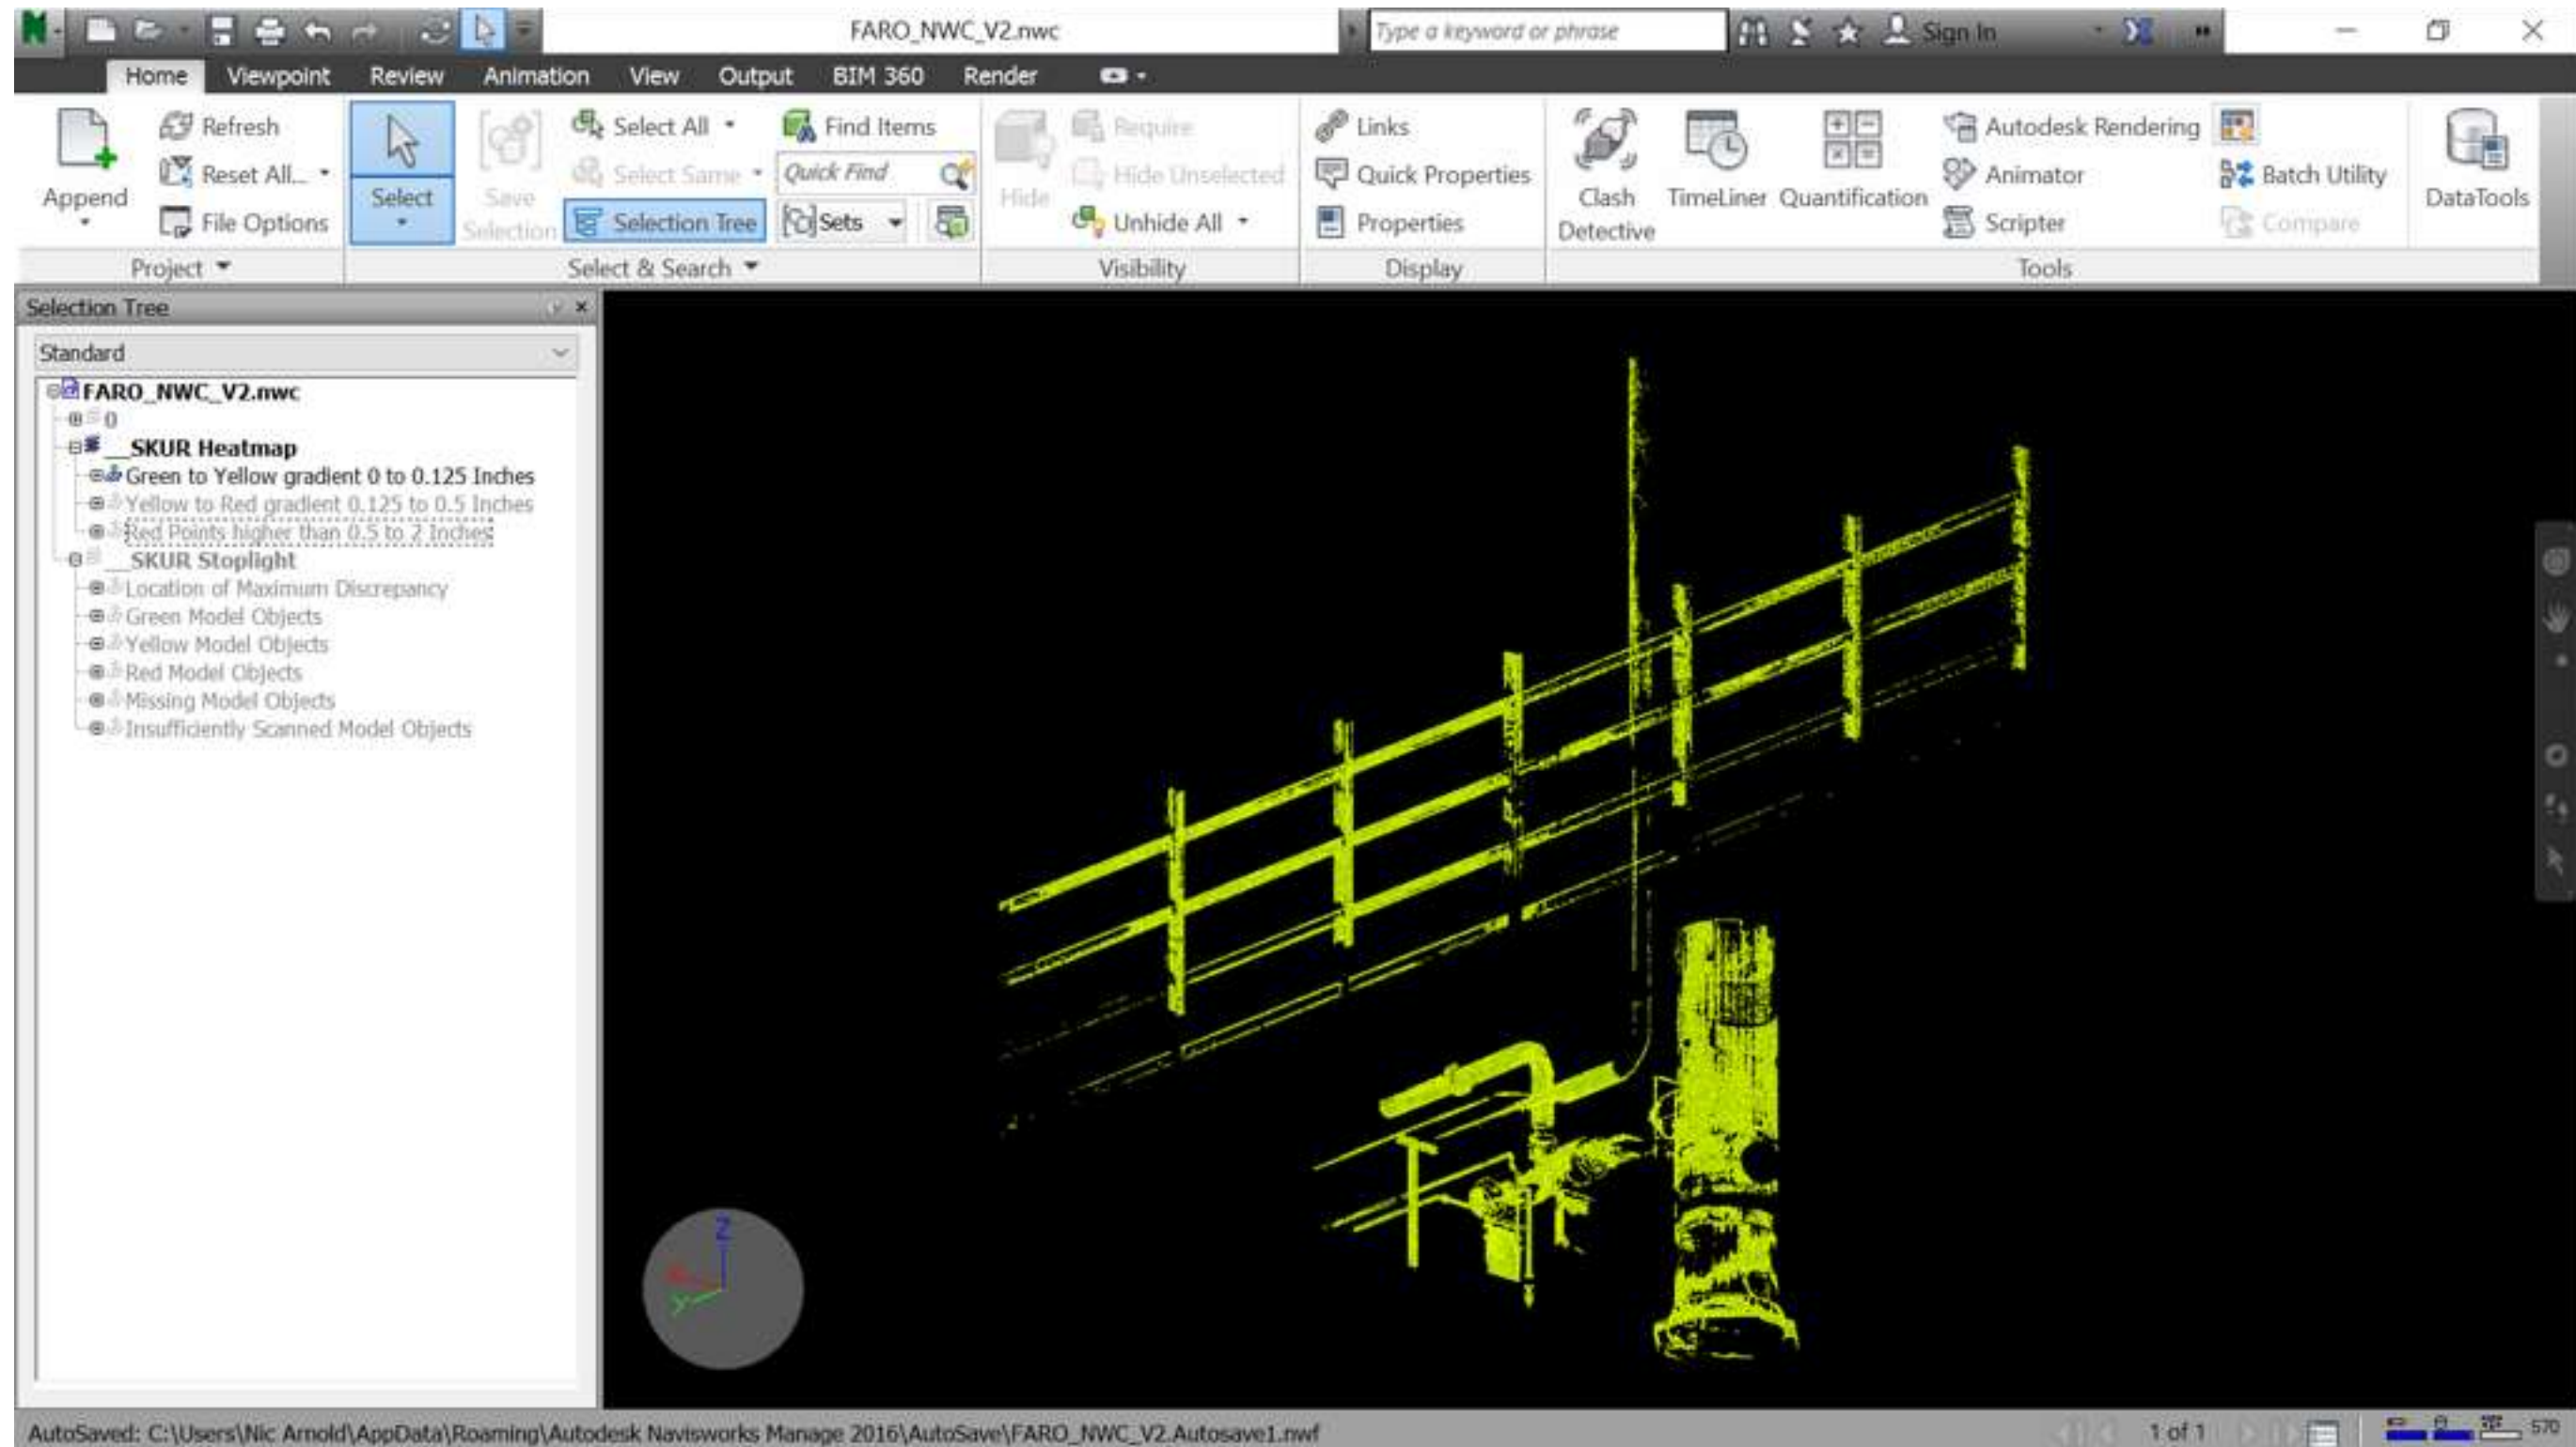 FARO_NWC_V2.nwc
Type a keyword or phrase
Sign In
Home Viewpoint Review Animation View Output BIM 360 Render
Append
Refresh
Reset All...
File Options
Project
Select
Save Selection
Select All
Select Same
Selection Tree
Find Items
Quick Find
Sets
Select & Search
Hide
Require
Hide Unselected
Unhide All
Visibility
Links
Quick Properties
Properties
Display
Clash
Detective
TimeLiner
Quantification
Autodesk Rendering
Animator
Scripter
Batch Utility
Compare
Tools
DataTools
Selection Tree
Standard
FARO_NWC_V2.nwc
0
__SKUR Heatmap
Green to Yellow gradient 0 to 0.125 Inches
Yellow to Red gradient 0.125 to 0.5 Inches
Red Points higher than 0.5 to 2 Inches
__SKUR Stoplight
Location of Maximum Discrepancy
Green Model Objects
Yellow Model Objects
Red Model Objects
Missing Model Objects
Insufficiently Scanned Model Objects
Z
X
Y
AutoSaved: C:\Users\Nic Arnold\AppData\Roaming\Autodesk Navisworks Manage 2016\AutoSave\FARO_NWC_V2.Autosave1.nwf
1 of 1
570